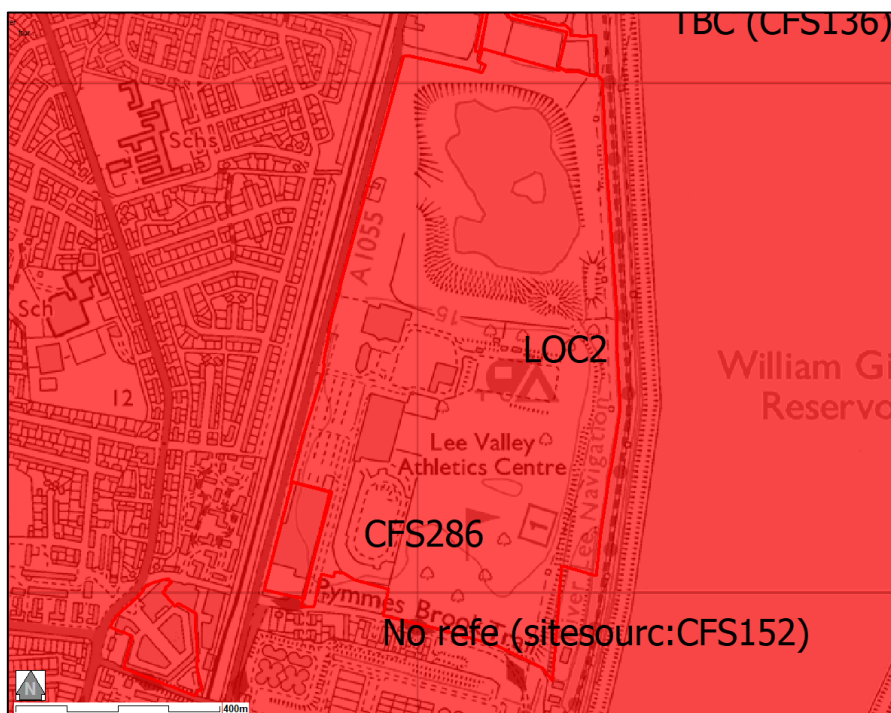 TBC (CFS136)
Schs
A 1055
Sch
15
LOC2
12
William Gi
Reservo
Lee Valley
Athletics Centre
River Lee Navigation
1
CFS286
Pymmes Brook
No refe (sitesourc:CFS152)
N
400m